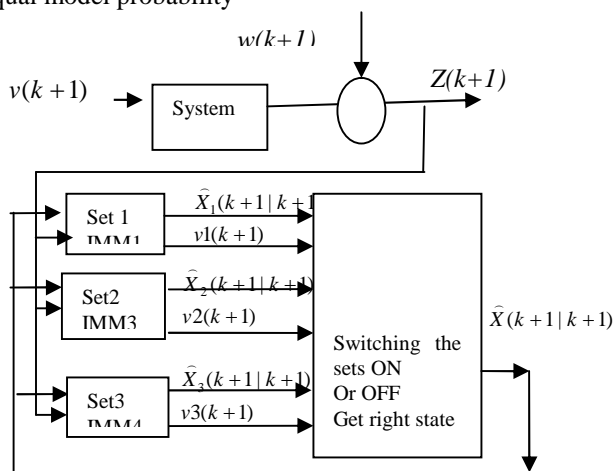 qual model probability
w(k+1)
v(k + 1)
System
Z(k+1)
Set 1
IMM1
X̂₁(k+1 | k+1
v1(k+1)
Set2
IMM3
X̂₂(k+1 | k+1)
v2(k+1)
Set3
IMM4
X̂₃(k+1 | k+1)
v3(k+1)
Switching the
sets ON
Or OFF
Get right state
X̂(k+1 | k+1)